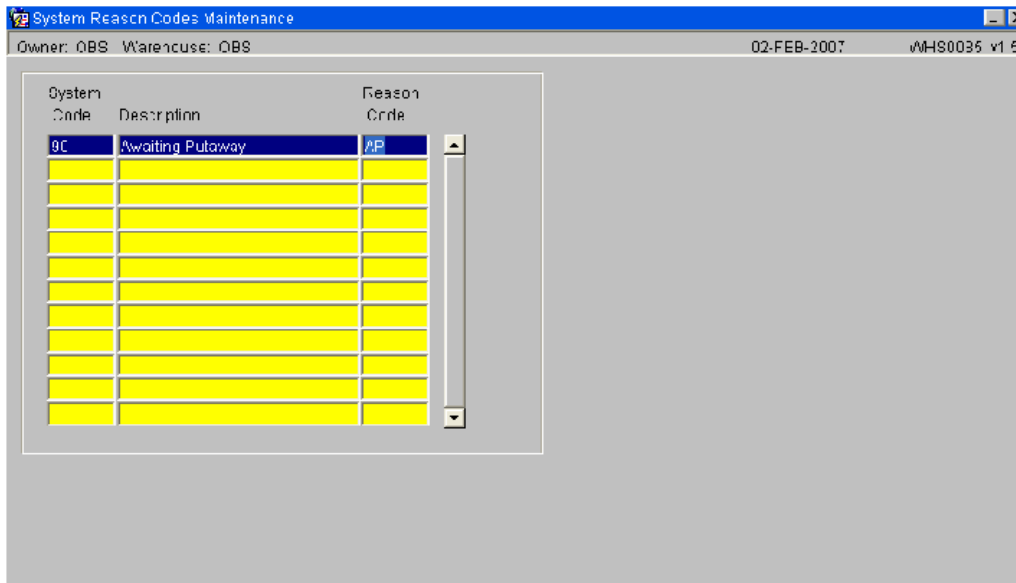 System Reason Codes Maintenance
Owner: OBS Warehouse: OBS 02-FEB-2007
System Reason
Code Description Code
Awaiting Putaway AP